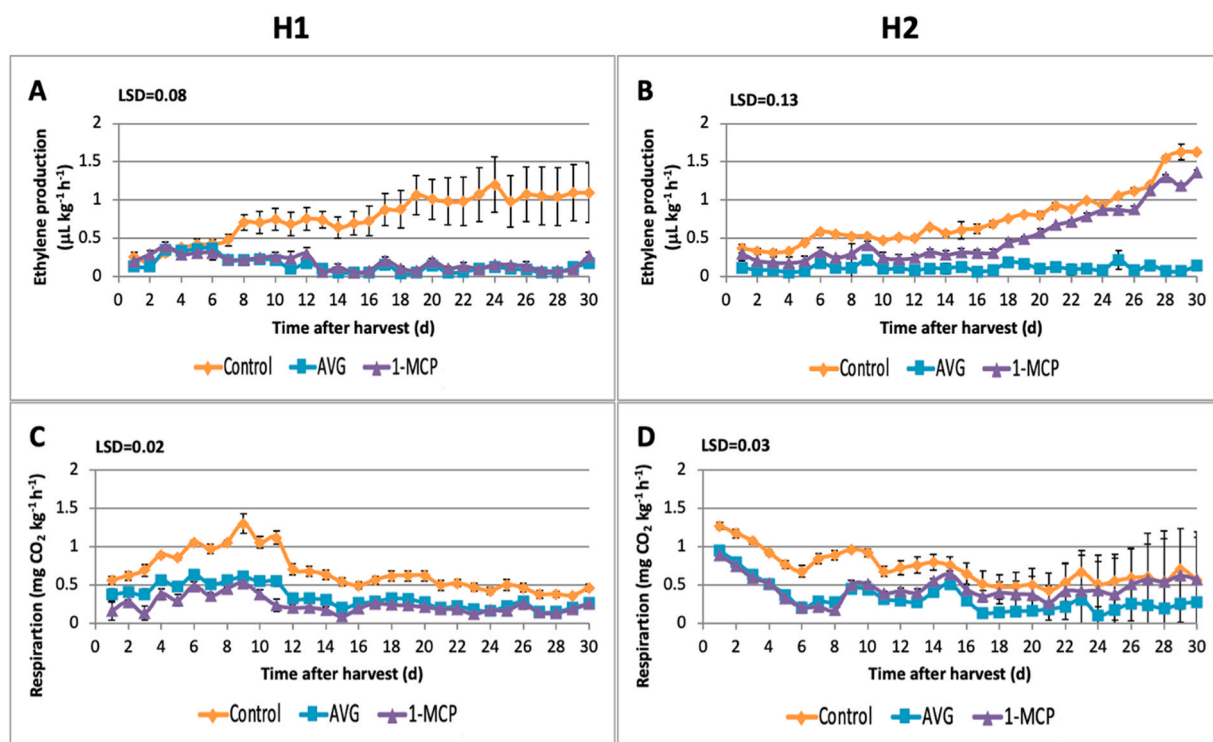 H1
H2
A
LSD=0.08
2
1.5
1
0.5
0
Ethylene production
(µL kg-1 h-1)
0 2 4 6 8 10 12 14 16 18 20 22 24 26 28 30
Time after harvest (d)
Control AVG 1-MCP
B
LSD=0.13
2
1.5
1
0.5
0
Ethylene production
(µL kg-1 h-1)
0 2 4 6 8 10 12 14 16 18 20 22 24 26 28 30
Time after harvest (d)
Control AVG 1-MCP
C
LSD=0.02
2
1.5
1
0.5
0
Respirartion (mg CO2 kg-1 h-1)
0 2 4 6 8 10 12 14 16 18 20 22 24 26 28 30
Time after harvest (d)
Control AVG 1-MCP
D
LSD=0.03
2
1.5
1
0.5
0
Respirartion (mg CO2 kg-1 h-1)
0 2 4 6 8 10 12 14 16 18 20 22 24 26 28 30
Time after harvest (d)
Control AVG 1-MCP